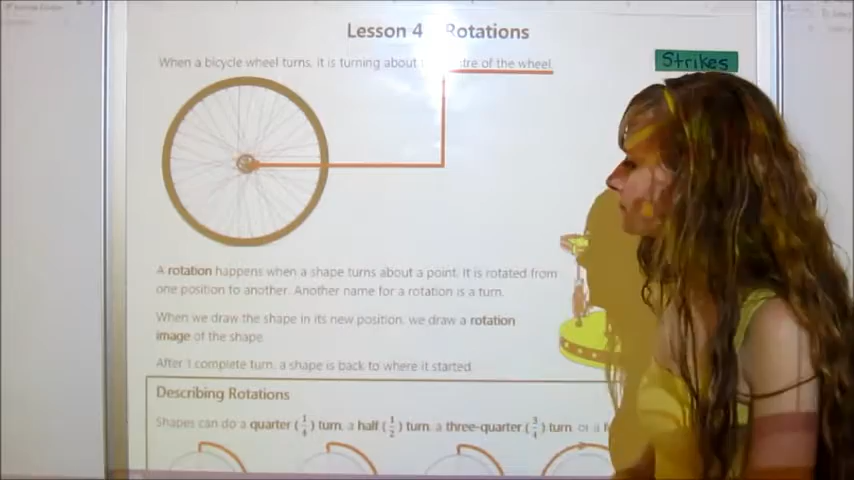 Lesson 4 Rotations
Strikes
When a bicycle wheel turns, it is turning about tre of the wheel.
A rotation happens when a shape turns about a point. It is rotated from
one position to another. Another name for a rotation is a turn.
When we draw the shape in its new position, we draw a rotation
image of the shape.
After 1 complete turn, a shape is back to where it started.
Describing Rotations
Shapes can do a quarter (1/4) turn, a half (1/2) turn, a three-quarter (3/4) turn, or a